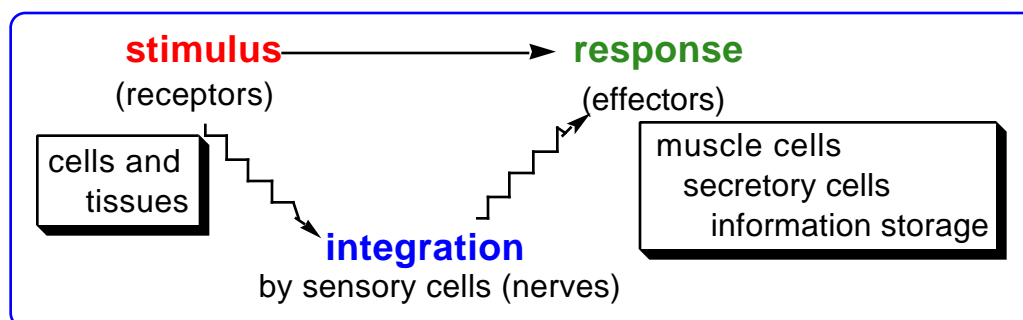 stimulus
response
(receptors)
(effectors)
cells and
tissues
muscle cells
secretory cells
information storage
integration
by sensory cells (nerves)